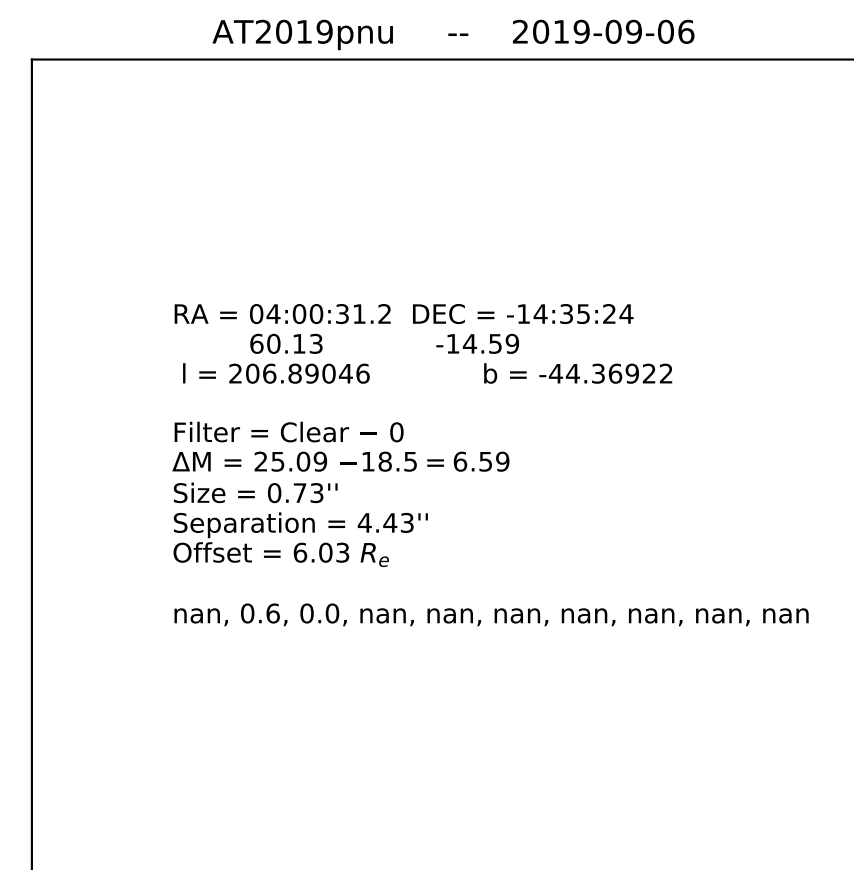 AT2019pnu -- 2019-09-06
RA = 04:00:31.2 DEC = -14:35:24
60.13 -14.59
l = 206.89046 b = -44.36922
Filter = Clear − 0
ΔM = 25.09 −18.5 = 6.59
Size = 0.73''
Separation = 4.43''
Offset = 6.03 Re
nan, 0.6, 0.0, nan, nan, nan, nan, nan, nan, nan